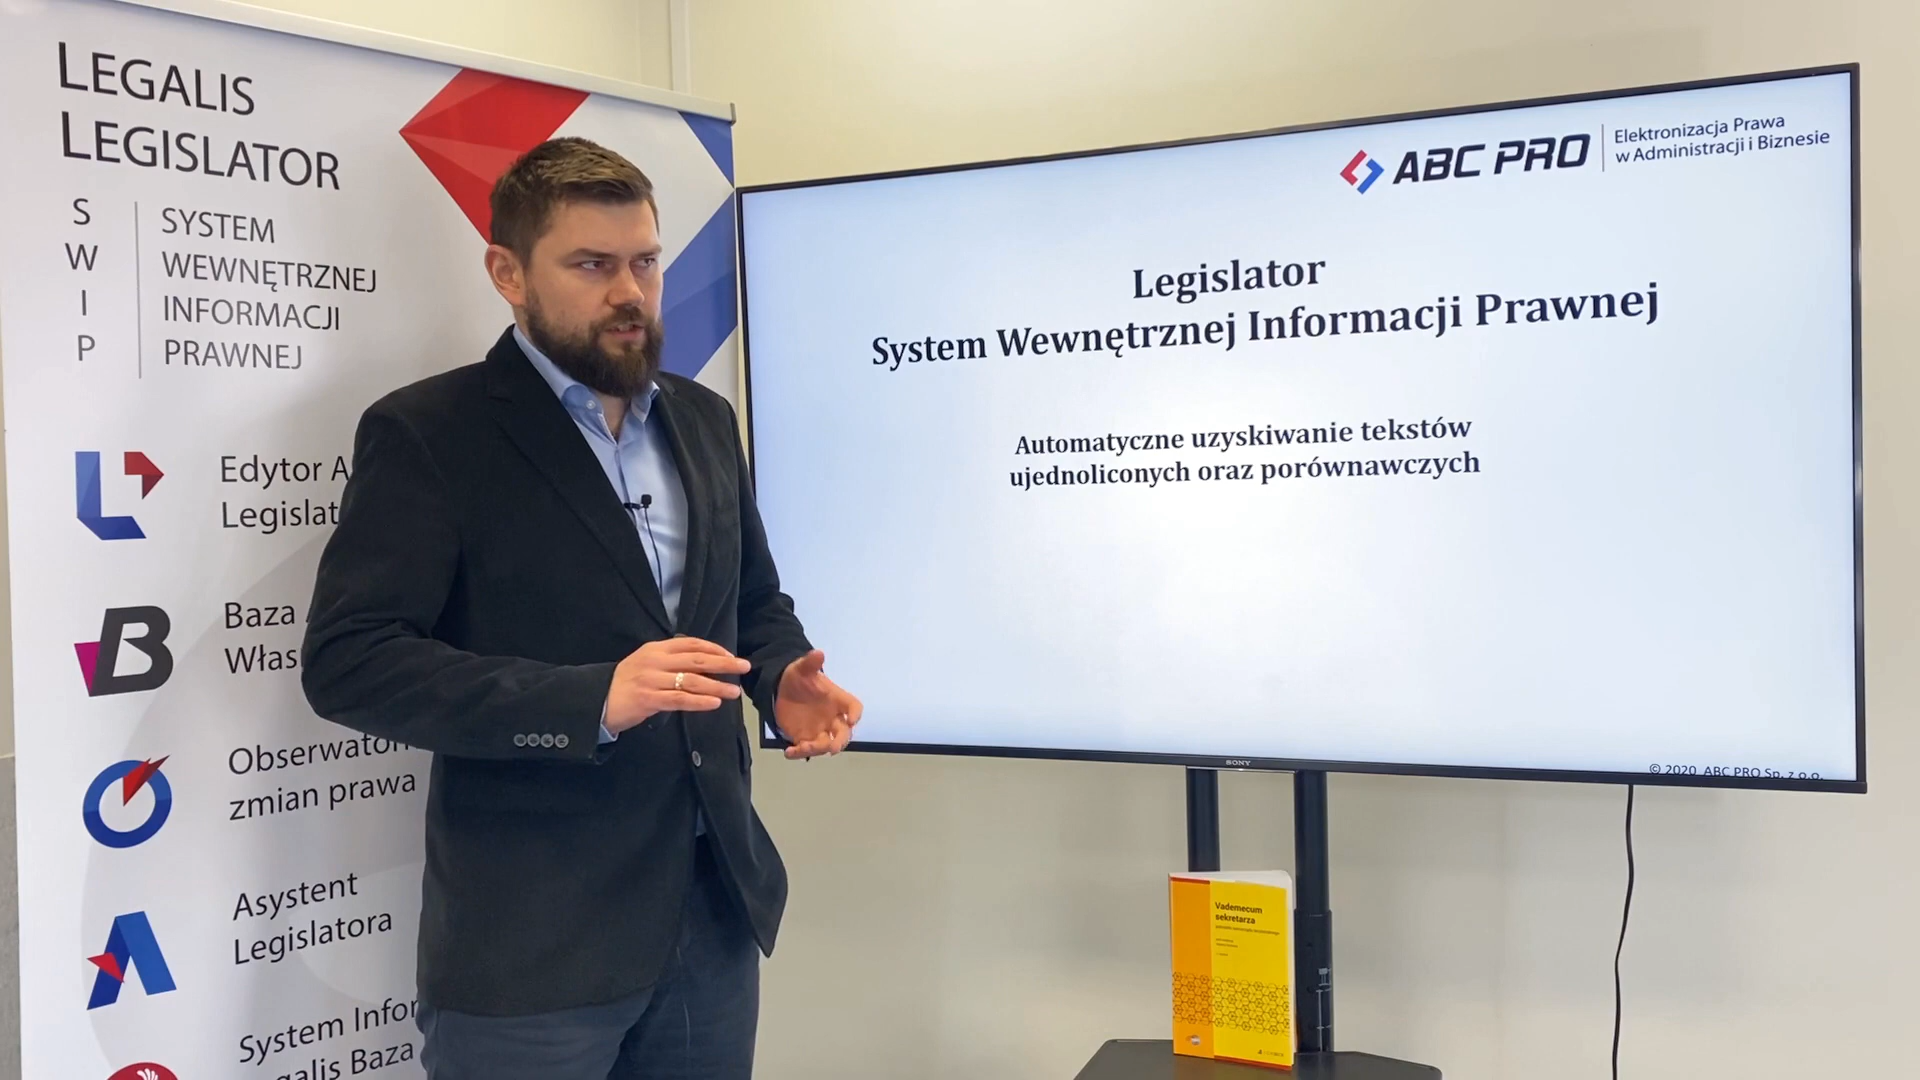 LEGALIS
LEGISLATOR
S
W
I
P
SYSTEM
WEWNĘTRZNEJ
INFORMACJI
PRAWNEJ
Edytor A
Legislat
Baza
Włas
Obserwator
zmian prawa
Asystent
Legislatora
System Infor
galis Baza
ABC PRO
Elektronizacja Prawa
w Administracji i Biznesie
Legislator
System Wewnętrznej Informacji Prawnej
Automatyczne uzyskiwanie tekstów
ujednoliconych oraz porównawczych
© 2020 ABC PRO Sp. z o.o.
SONY
Vademecum
sekretarza